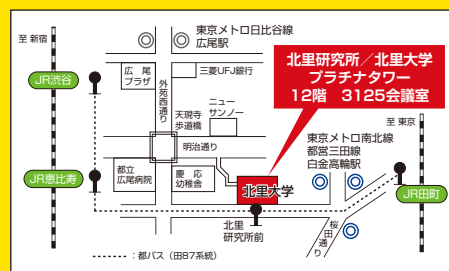 至 新宿
JR渋谷
JR恵比寿
東京メトロ日比谷線
広尾駅
広尾
プラザ
三菱UFJ銀行
外苑西通り
天現寺
歩道橋
ニュー
サンノー
明治通り
都立
広尾病院
慶応
幼稚舎
北里研究所／北里大学
プラチナタワー
12階 3125会議室
北里大学
北里
研究所前
東京メトロ南北線
都営三田線
白金高輪駅
至 東京
JR田町
桜田通り
：都バス（田87系統）